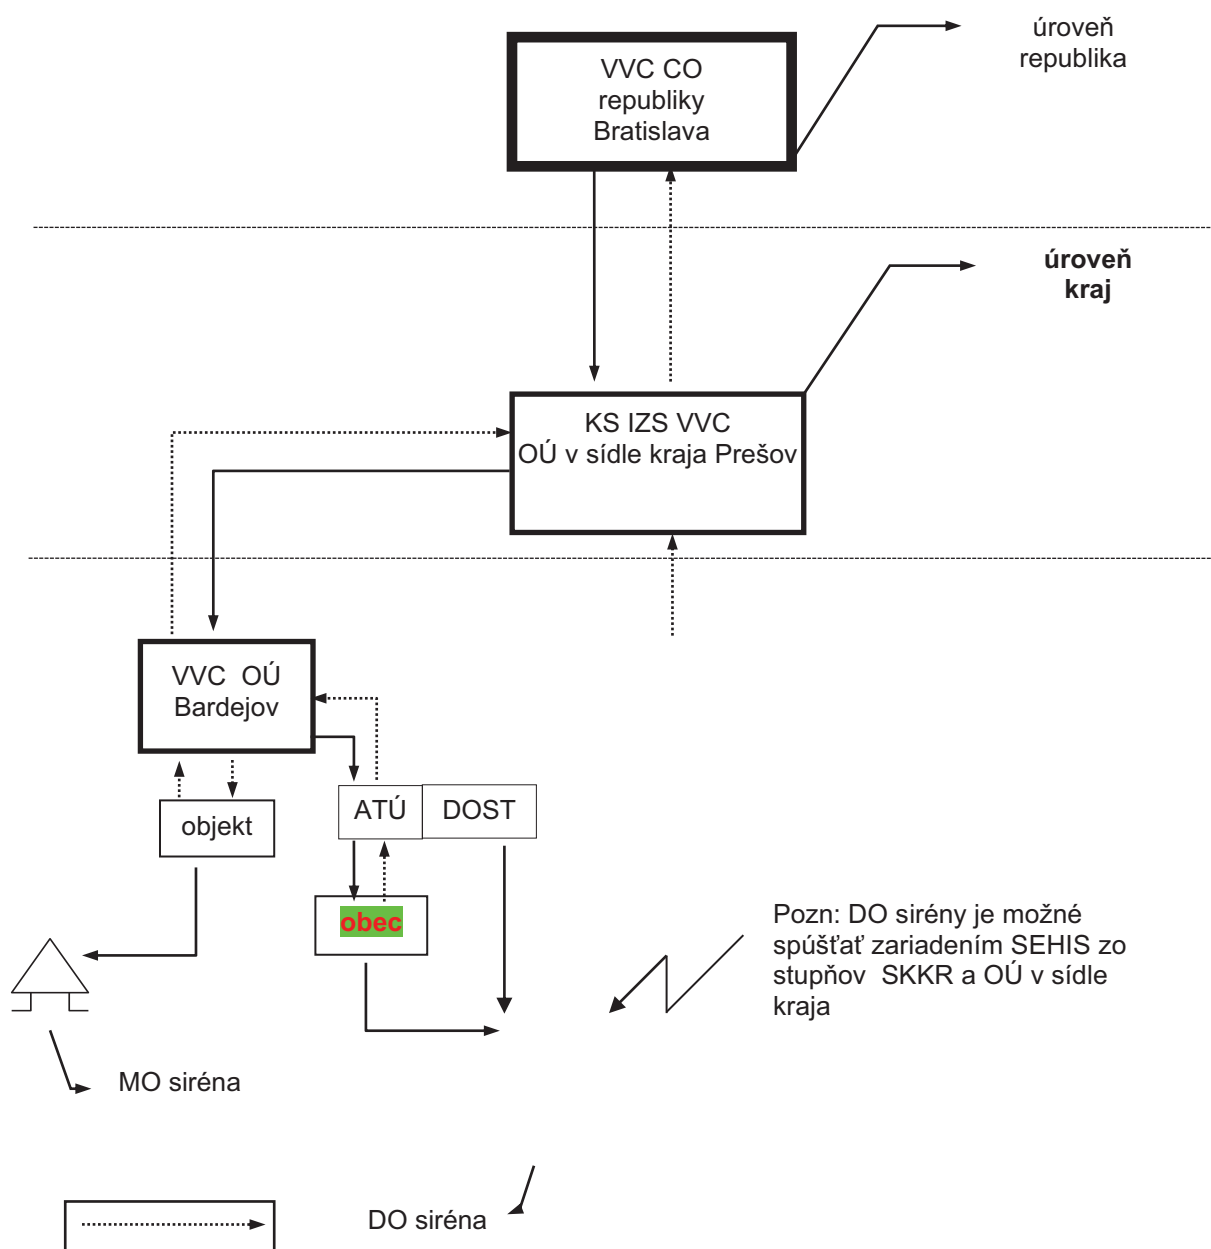 úroveň
republika
VVC CO
republiky
Bratislava
úroveň
kraj
KS IZS VVC
OÚ v sídle kraja Prešov
VVC OÚ
Bardejov
objekt
ATÚ
DOST
obec
Pozn: DO sirény je možné
spúšťať zariadením SEHIS zo
stupňov SKKR a OÚ v sídle
kraja
MO siréna
DO siréna